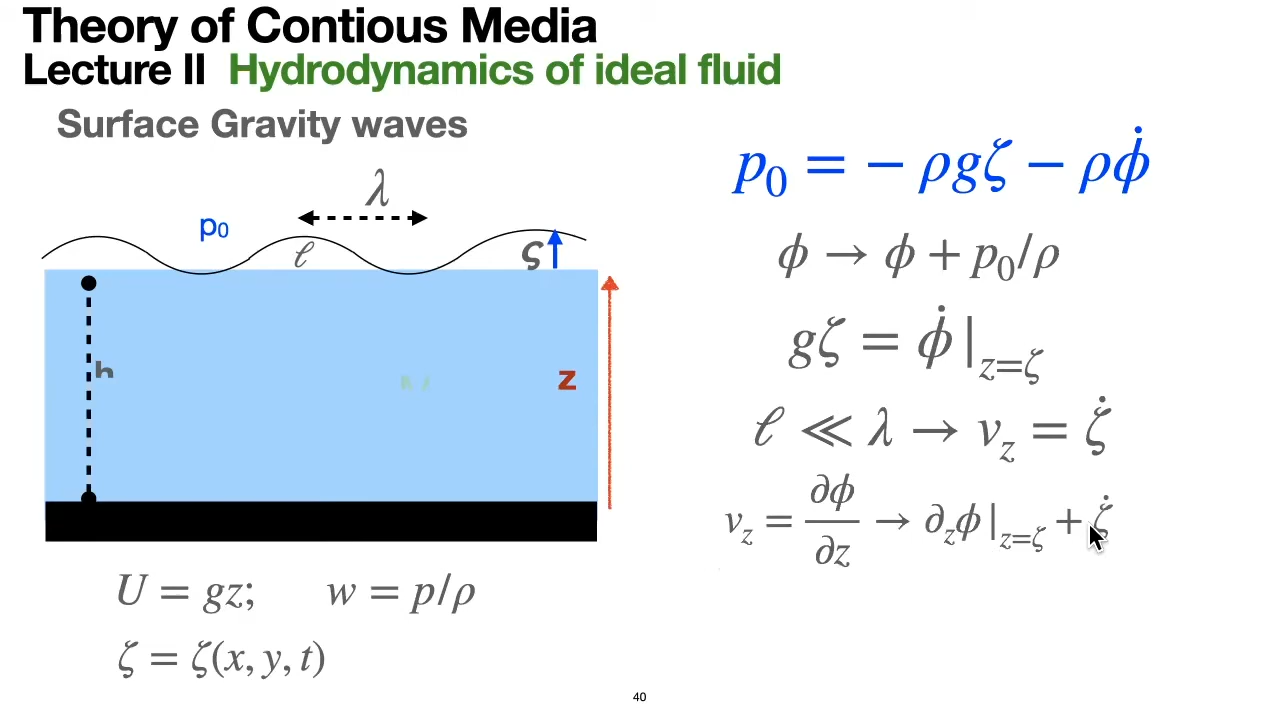 Theory of Contious Media
Lecture II Hydrodynamics of ideal fluid
Surface Gravity waves
λ
p₀
ℓ
ς
h
z
U = gz; w = p/ρ
ζ = ζ(x, y, t)
p₀ = − ρgζ − ρϕ̇
ϕ → ϕ + p₀/ρ
gζ = ϕ̇ |_{z=ζ}
ℓ ≪ λ → v_z = ζ̇
v_z = ∂ϕ/∂z → ∂_zϕ|_{z=ζ} + ζ̇
40